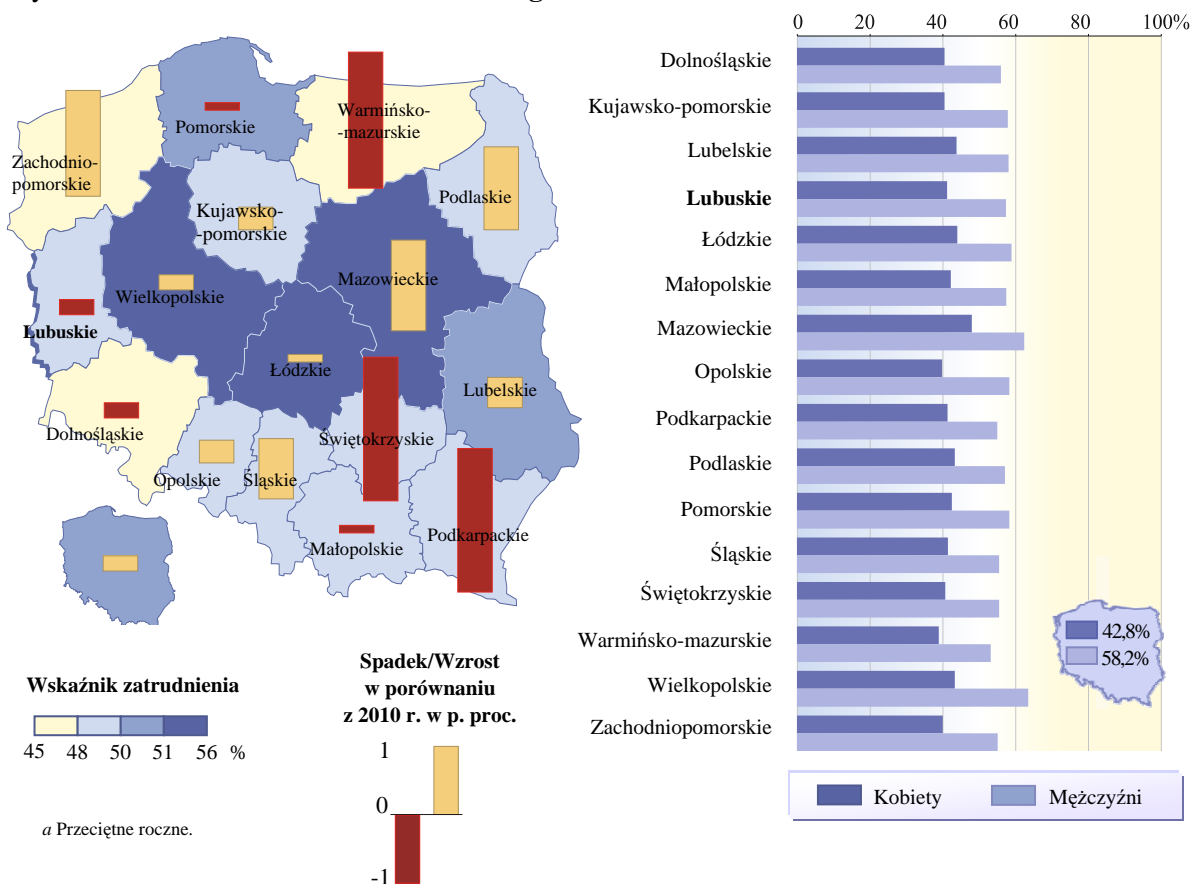 0 20 40 60 80 100%
Pomorskie
Warmińsko-
-mazurskie
Zachodnio-
pomorskie
Podlaskie
Kujawsko-
-pomorskie
Mazowieckie
Wielkopolskie
Lubuskie
Łódzkie
Lubelskie
Dolnośląskie
Świętokrzyskie
Opolskie
Śląskie
Podkarpackie
Małopolskie
Wskaźnik zatrudnienia
45 48 50 51 56 %
a Przeciętne roczne.
Spadek/Wzrost
w porównaniu
z 2010 r. w p. proc.
1
0
-1
Dolnośląskie
Kujawsko-pomorskie
Lubelskie
Lubuskie
Łódzkie
Małopolskie
Mazowieckie
Opolskie
Podkarpackie
Podlaskie
Pomorskie
Śląskie
Świętokrzyskie
Warmińsko-mazurskie
Wielkopolskie
Zachodniopomorskie
42,8%
58,2%
Kobiety Mężczyźni